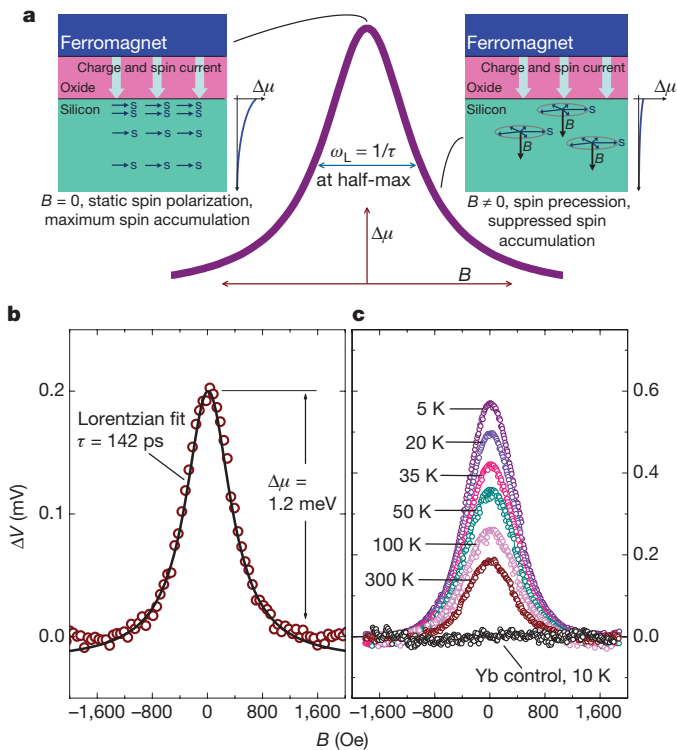 a
Ferromagnet
Charge and spin current
Oxide
Silicon
Δμ
S S S
S S S
S S S
S S
B = 0, static spin polarization,
maximum spin accumulation
ω_L = 1/τ
at half-max
Δμ
B
Ferromagnet
Charge and spin current
Oxide
Silicon
Δμ
S
B
S
B
S
B
B ≠ 0, spin precession,
suppressed spin
accumulation
b
0.2
0.1
0.0
ΔV (mV)
Lorentzian fit
τ = 142 ps
Δμ =
1.2 meV
−1,600 −800 0 800
c
0.6
0.4
0.2
0.0
5 K
20 K
35 K
50 K
100 K
300 K
Yb control, 10 K
−1,600 −800 0 800 1,600
B (Oe)